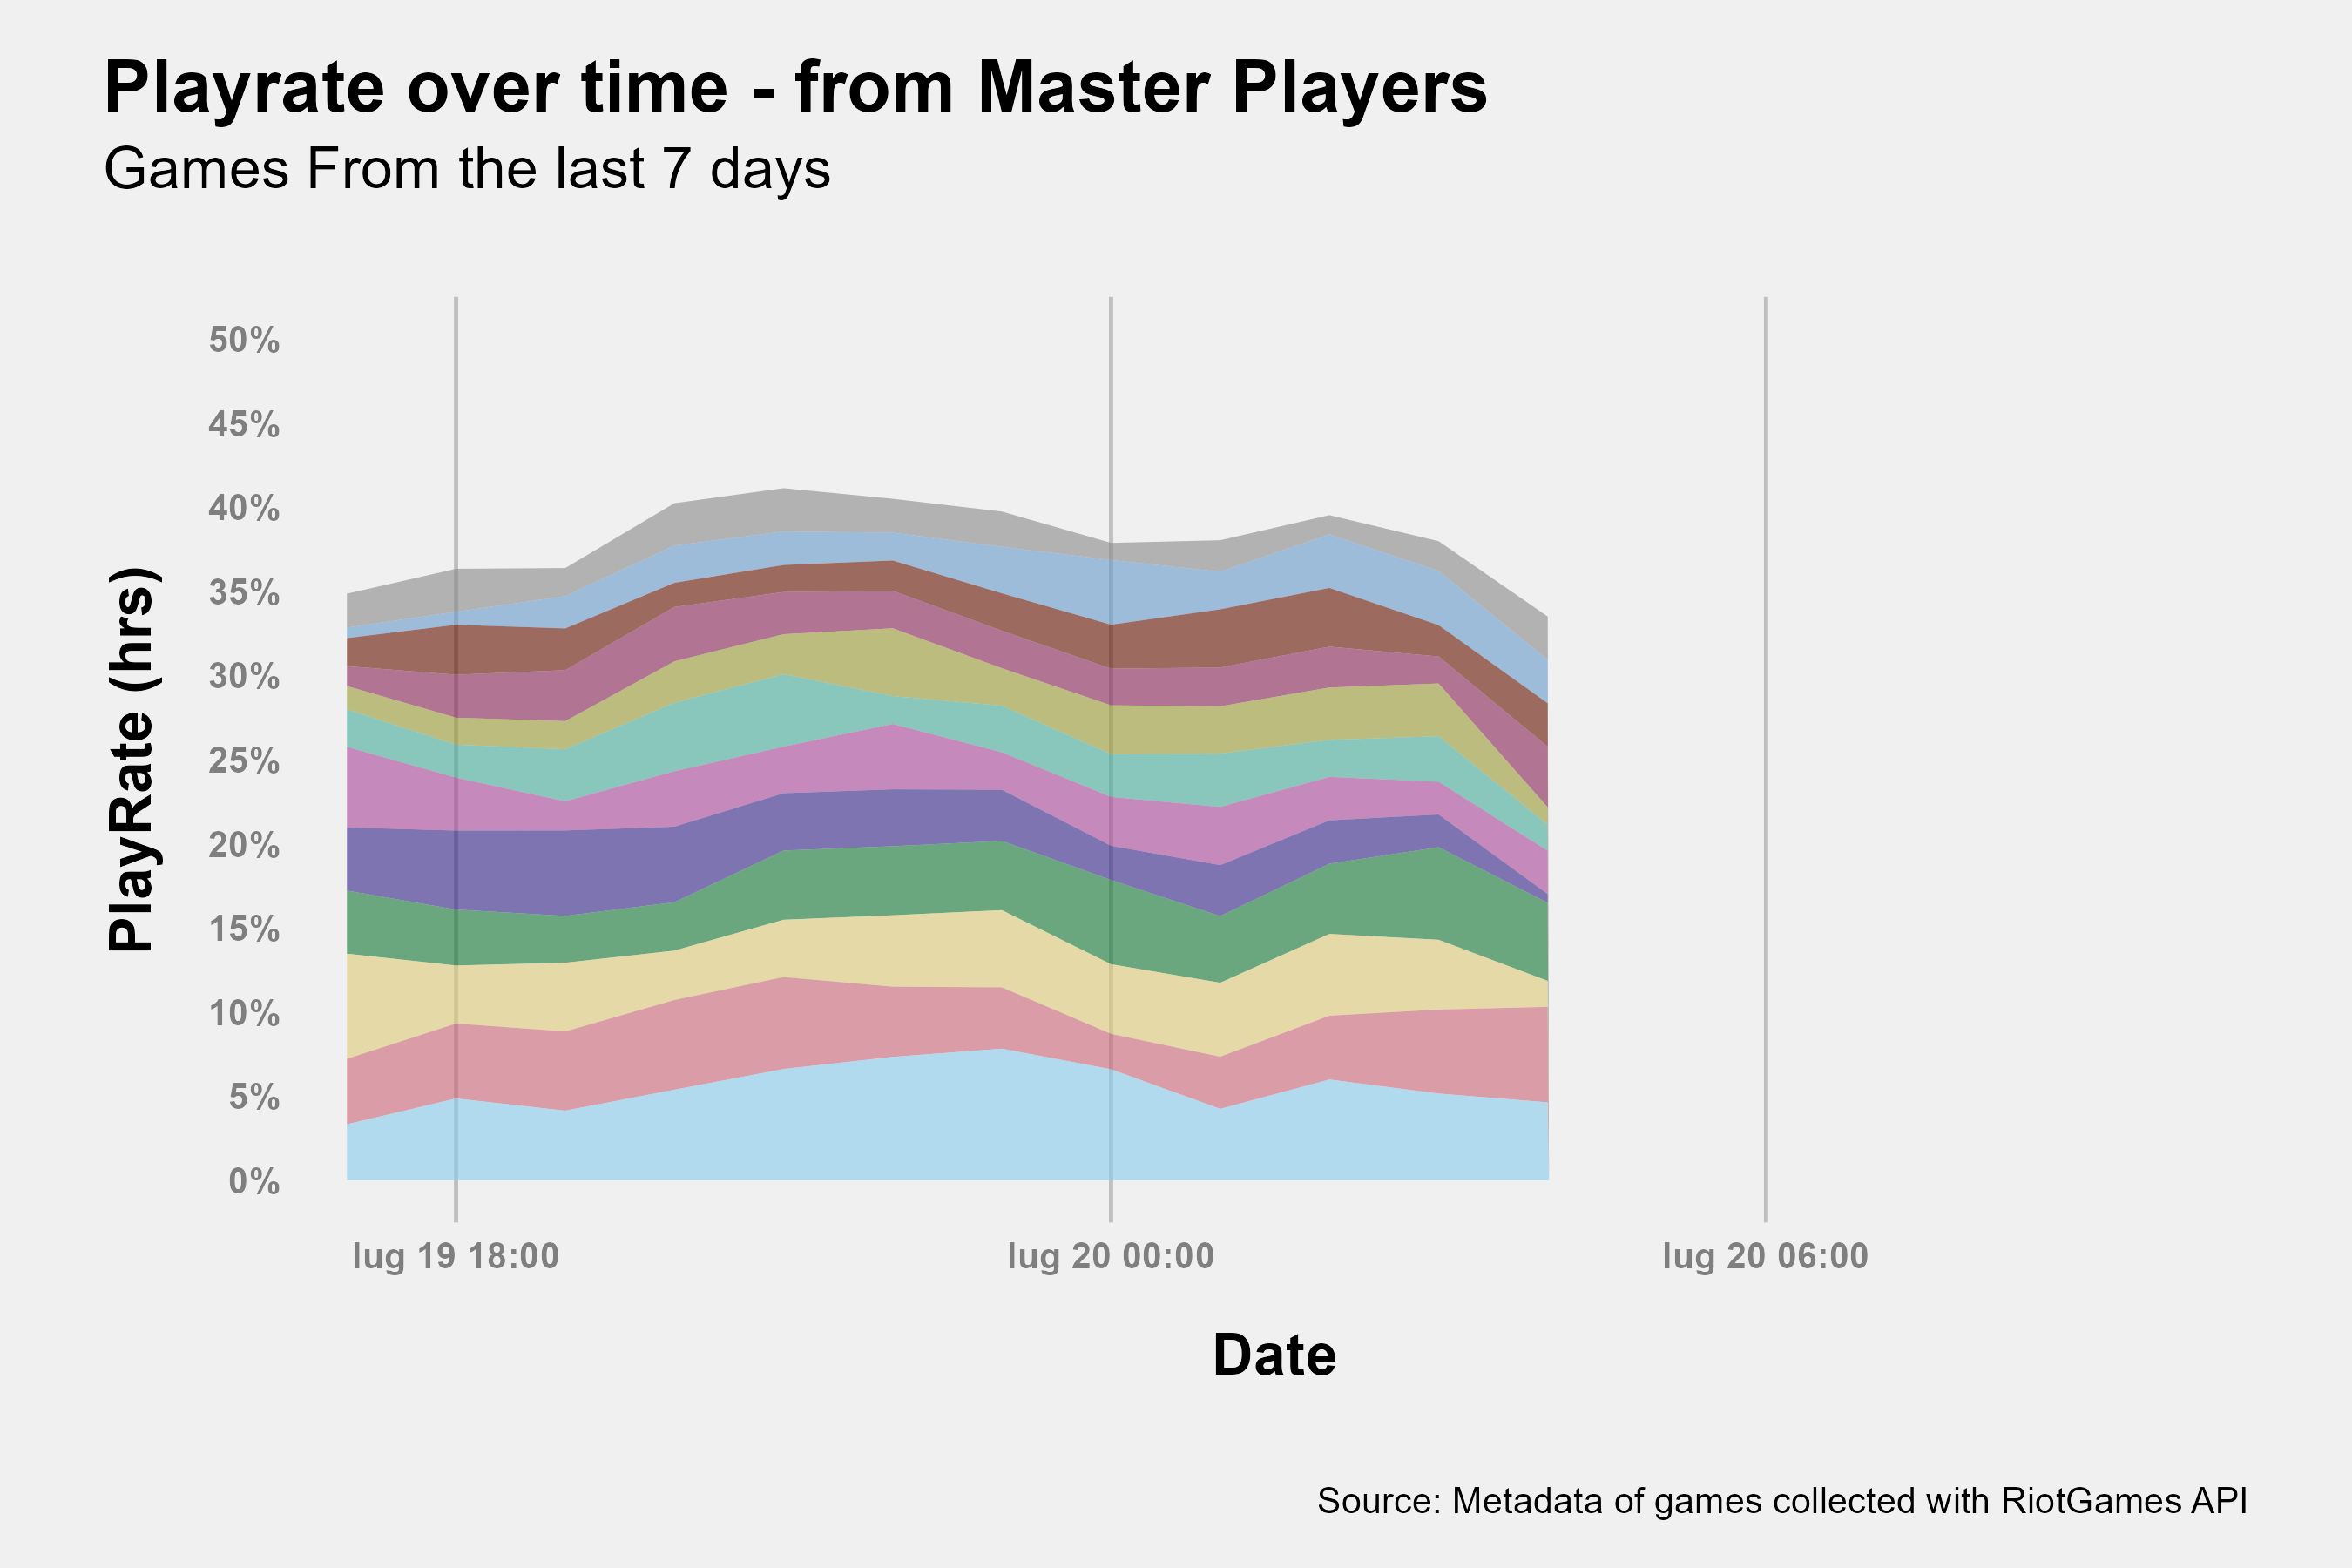 Playrate over time - from Master Players
Games From the last 7 days
PlayRate (hrs)
50%
45%
40%
35%
30%
25%
20%
15%
10%
5%
0%
lug 19 18:00
lug 20 00:00
lug 20 06:00
Date
Source: Metadata of games collected with RiotGames API